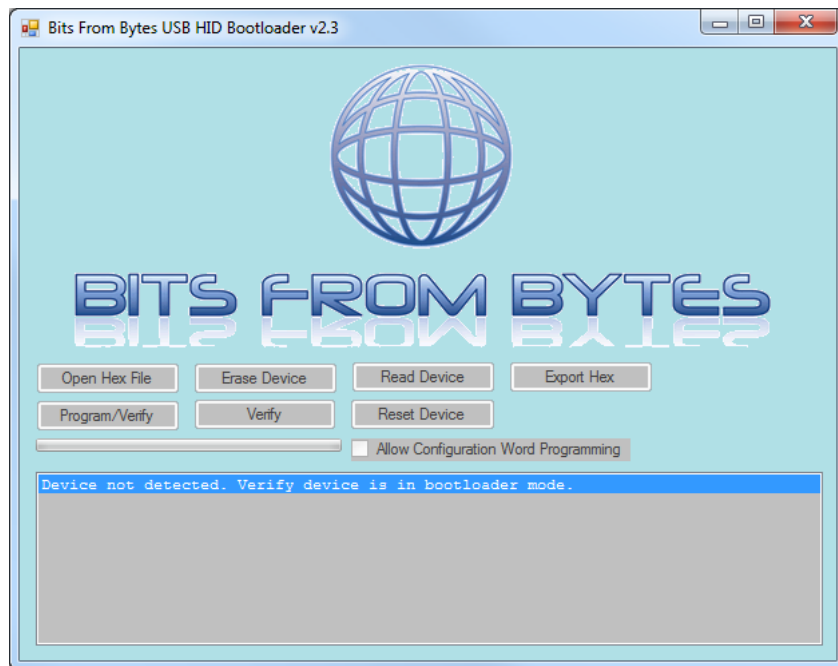 Bits From Bytes USB HID Bootloader v2.3
BITS FROM BYTES
Open Hex File Erase Device Read Device Export Hex
Program/Verify Verify Reset Device
Allow Configuration Word Programming
Device not detected. Verify device is in bootloader mode.